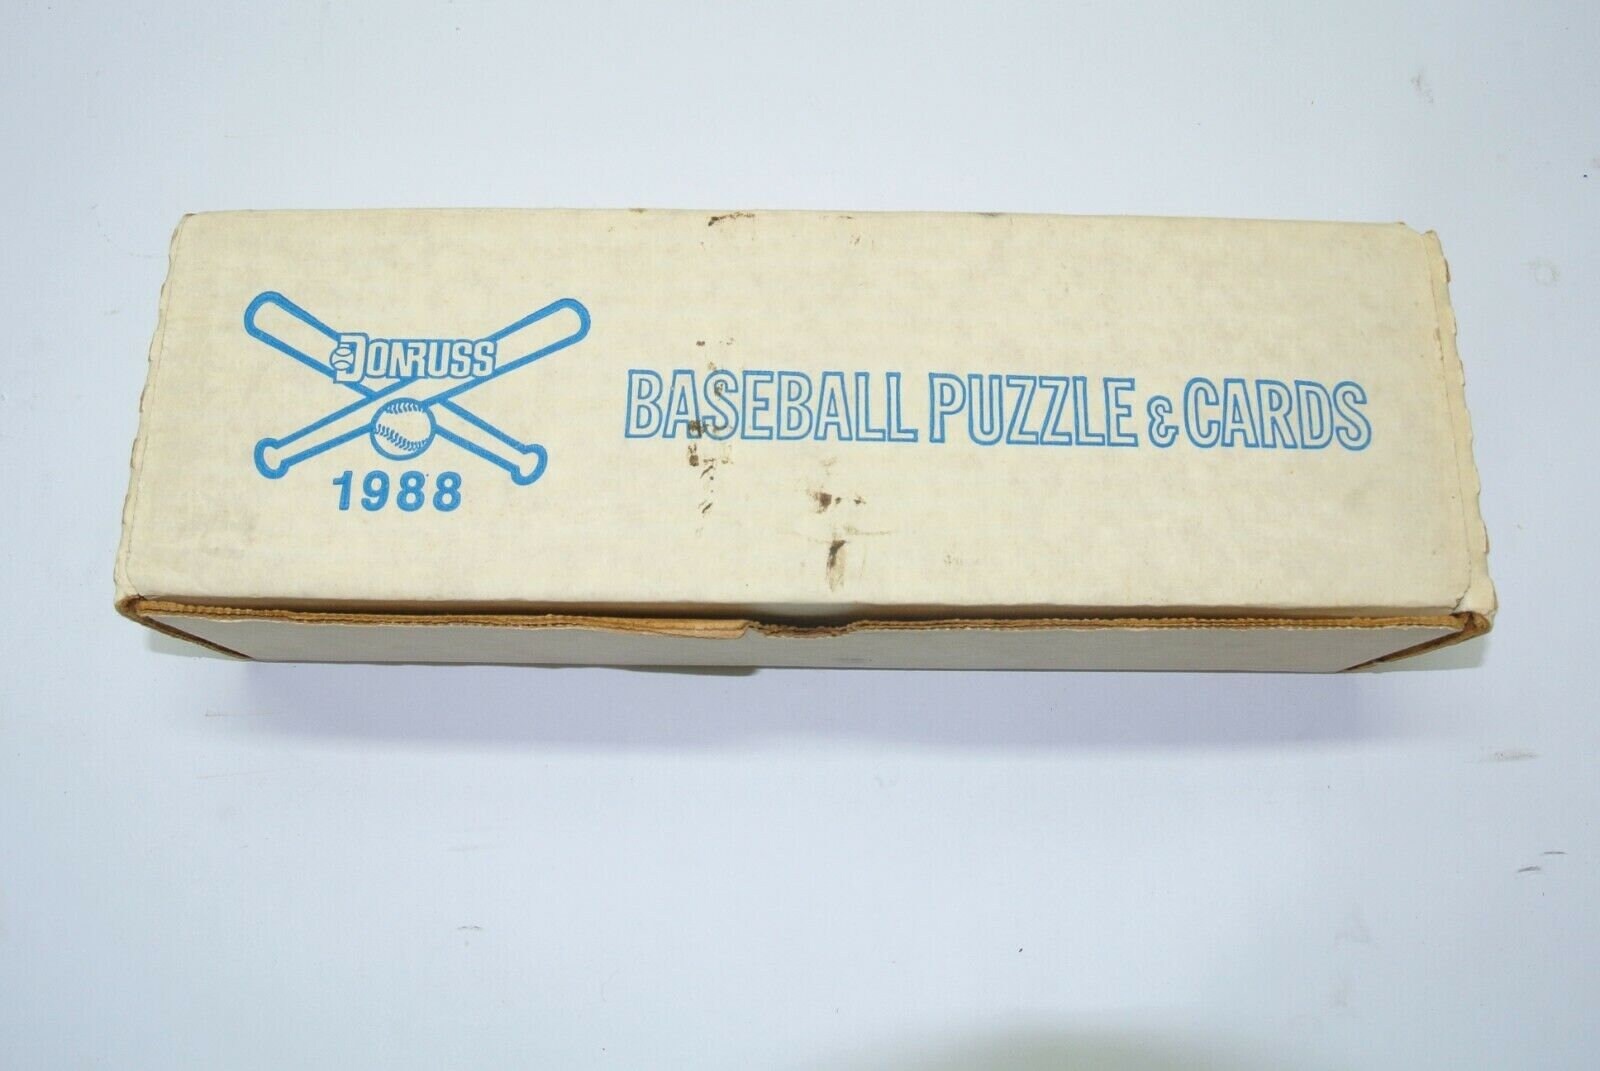 DONRUSS
1988
BASEBALL PUZZLE & CARDS